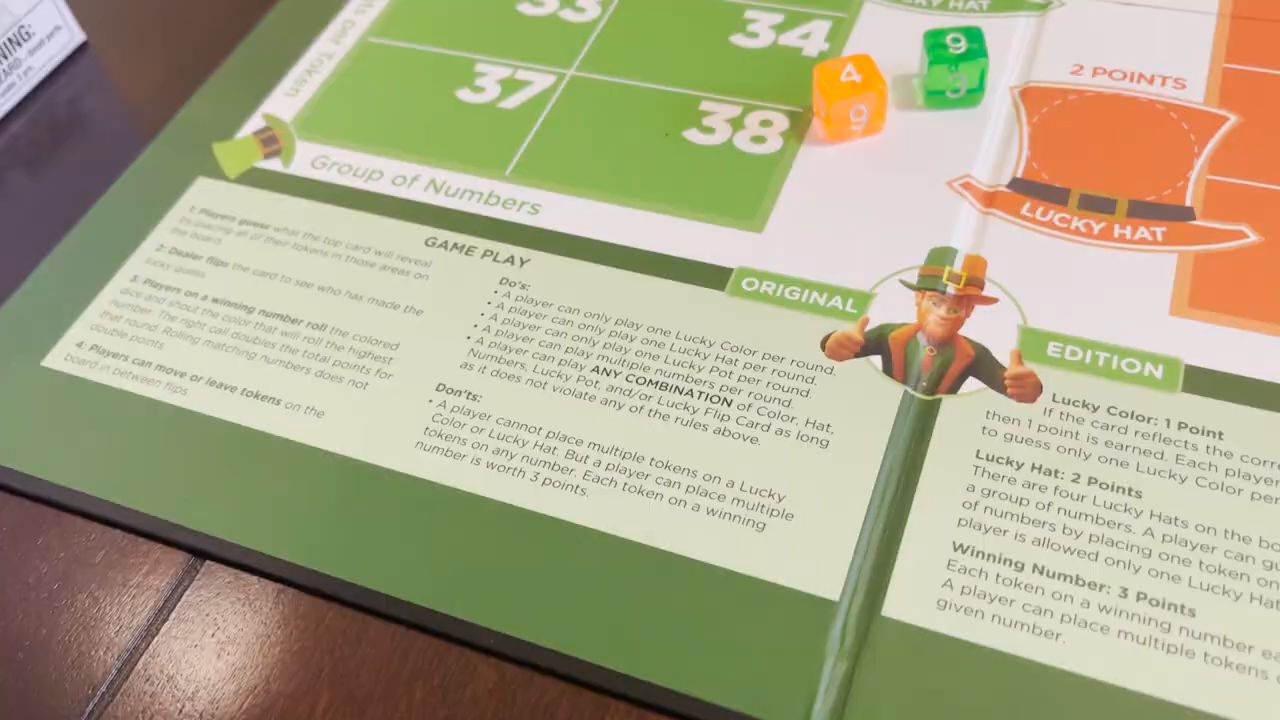 NING:
33
34
37
38
ts per Token
Group of Numbers
KY HAT
4
9
9
3
2 POINTS
LUCKY HAT
GAME PLAY
1: Players guess what the top card will reveal
by placing all of their tokens in those areas on
the board.
2: Dealer flips the card to see who has made the
lucky guess.
3: Players on a winning number roll the colored
dice and shout the color that will roll the highest
number. The right call doubles the total points for
that round. Rolling matching numbers does not
double points.
4: Players can move or leave tokens on the
board in between flips.
Do's:
• A player can only play one Lucky Color per round.
• A player can only play one Lucky Hat per round.
• A player can only play one Lucky Pot per round.
• A player can play multiple numbers per round.
• A player can play ANY COMBINATION of Color, Hat,
Numbers, Lucky Pot, and/or Lucky Flip Card as long
as it does not violate any of the rules above.
Don'ts:
• A player cannot place multiple tokens on a Lucky
Color or Lucky Hat. But a player can place multiple
tokens on any number. Each token on a winning
number is worth 3 points.
ORIGINAL
EDITION
Lucky Color: 1 Point
If the card reflects the corre
then 1 point is earned. Each player
to guess only one Lucky Color per
Lucky Hat: 2 Points
There are four Lucky Hats on the bo
a group of numbers. A player can gu
of numbers by placing one token on
player is allowed only one Lucky Hat
Winning Number: 3 Points
Each token on a winning number ea
A player can place multiple tokens
given number.